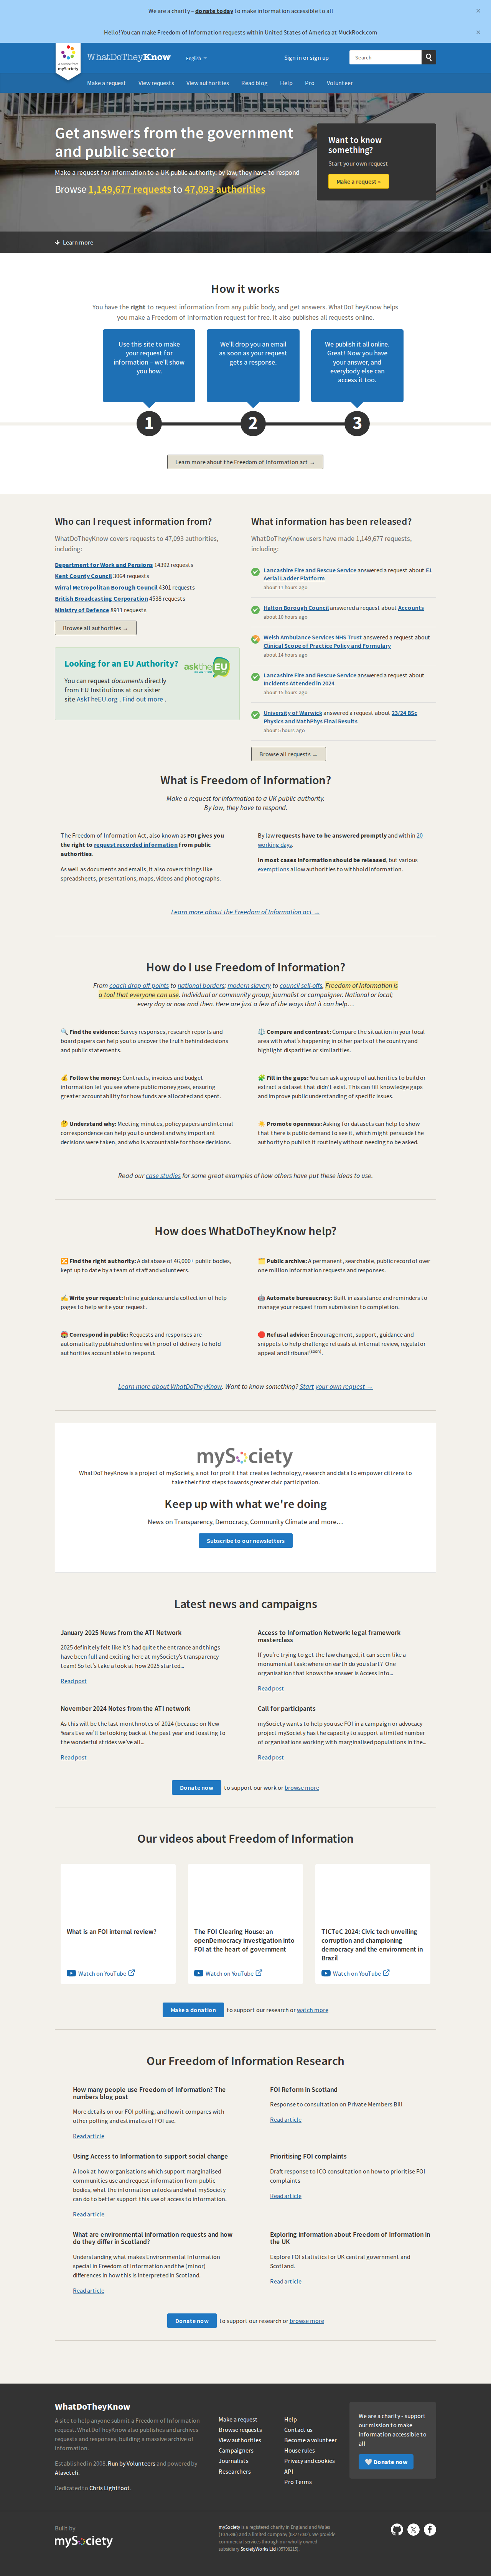 We are a charity – donate today to make information accessible to all
×
Hello! You can make Freedom of Information requests within United States of America at MuckRock.com
×
A service from
mySociety
WhatDoTheyKnow
English
Sign in or sign up
Search
Make a request
View requests
View authorities
Read blog
Help
Pro
Volunteer
Get answers from the government
and public sector
Make a request for information to a UK public authority: by law, they have to respond
Browse 1,149,677 requests to 47,093 authorities
Want to know
something?
Start your own request
Make a request »
Learn more
How it works
You have the right to request information from any public body, and get answers. WhatDoTheyKnow helps
you make a Freedom of Information request for free. It also publishes all requests online.
Use this site to make
your request for
information – we'll show
you how.
We'll drop you an email
as soon as your request
gets a response.
We publish it all online.
Great! Now you have
your answer, and
everybody else can
access it too.
1
2
3
Learn more about the Freedom of Information act →
Who can I request information from?
WhatDoTheyKnow covers requests to 47,093 authorities,
including:
Department for Work and Pensions 14392 requests
Kent County Council 3064 requests
Wirral Metropolitan Borough Council 4301 requests
British Broadcasting Corporation 4538 requests
Ministry of Defence 8911 requests
Browse all authorities →
Looking for an EU Authority?
You can request documents directly
from EU Institutions at our sister
site AskTheEU.org . Find out more .
asktheEU
What information has been released?
WhatDoTheyKnow users have made 1,149,677 requests,
including:
Lancashire Fire and Rescue Service answered a request about E1
Aerial Ladder Platform
about 11 hours ago
Halton Borough Council answered a request about Accounts
about 10 hours ago
Welsh Ambulance Services NHS Trust answered a request about
Clinical Scope of Practice Policy and Formulary
about 14 hours ago
Lancashire Fire and Rescue Service answered a request about
Incidents Attended in 2024
about 15 hours ago
University of Warwick answered a request about 23/24 BSc
Physics and MathPhys Final Results
about 5 hours ago
Browse all requests →
What is Freedom of Information?
Make a request for information to a UK public authority.
By law, they have to respond.
The Freedom of Information Act, also known as FOI gives you
the right to request recorded information from public
authorities.
As well as documents and emails, it also covers things like
spreadsheets, presentations, maps, videos and photographs.
By law requests have to be answered promptly and within 20
working days.
In most cases information should be released, but various
exemptions allow authorities to withhold information.
Learn more about the Freedom of Information act →
How do I use Freedom of Information?
From coach drop off points to national borders; modern slavery to council sell-offs, Freedom of Information is
a tool that everyone can use. Individual or community group; journalist or campaigner. National or local;
every day or now and then. Here are just a few of the ways that it can help…
🔍 Find the evidence: Survey responses, research reports and
board papers can help you to uncover the truth behind decisions
and public statements.
⚖️ Compare and contrast: Compare the situation in your local
area with what's happening in other parts of the country and
highlight disparities or similarities.
💰 Follow the money: Contracts, invoices and budget
information let you see where public money goes, ensuring
greater accountability for how funds are allocated and spent.
🧩 Fill in the gaps: You can ask a group of authorities to build or
extract a dataset that didn't exist. This can fill knowledge gaps
and improve public understanding of specific issues.
🤔 Understand why: Meeting minutes, policy papers and internal
correspondence can help you to understand why important
decisions were taken, and who is accountable for those decisions.
☀️ Promote openness: Asking for datasets can help to show
that there is public demand to see it, which might persuade the
authority to publish it routinely without needing to be asked.
Read our case studies for some great examples of how others have put these ideas to use.
How does WhatDoTheyKnow help?
🔀 Find the right authority: A database of 46,000+ public bodies,
kept up to date by a team of staff and volunteers.
🗂️ Public archive: A permanent, searchable, public record of over
one million information requests and responses.
✍️ Write your request: Inline guidance and a collection of help
pages to help write your request.
🤖 Automate bureaucracy: Built in assistance and reminders to
manage your request from submission to completion.
📯 Correspond in public: Requests and responses are
automatically published online with proof of delivery to hold
authorities accountable to respond.
🛑 Refusal advice: Encouragement, support, guidance and
snippets to help challenge refusals at internal review, regulator
appeal and tribunal
Learn more about WhatDoTheyKnow. Want to know something? Start your own request →
mySociety
WhatDoTheyKnow is a project of mySociety, a not for profit that creates technology, research and data to empower citizens to
take their first steps towards greater civic participation.
Keep up with what we're doing
News on Transparency, Democracy, Community Climate and more…
Subscribe to our newsletters
Latest news and campaigns
January 2025 News from the ATI Network
2025 definitely felt like it's had quite the entrance and things
have been full and exciting here at mySociety's transparency
team! So let's take a look at how 2025 started...
Read post
Access to Information Network: legal framework
masterclass
If you're trying to get the law changed, it can seem like a
monumental task: where on earth do you start? One
organisation that knows the answer is Access Info...
Read post
November 2024 Notes from the ATI network
As this will be the last monthnotes of 2024 (because on New
Years Eve we'll be looking back at the past year and toasting to
the wonderful strides we've all...
Read post
Call for participants
mySociety wants to help you use FOI in a campaign or advocacy
project mySociety has the capacity to support a limited number
of organisations working with marginalised populations in the...
Read post
Donate now to support our work or browse more
Our videos about Freedom of Information
What is an FOI internal review?
Watch on YouTube
The FOI Clearing House: an
openDemocracy investigation into
FOI at the heart of government
Watch on YouTube
TICTeC 2024: Civic tech unveiling
corruption and championing
democracy and the environment in
Brazil
Watch on YouTube
Make a donation to support our research or watch more
Our Freedom of Information Research
How many people use Freedom of Information? The
numbers blog post
More details on our FOI polling, and how it compares with
other polling and estimates of FOI use.
Read article
FOI Reform in Scotland
Response to consultation on Private Members Bill
Read article
Using Access to Information to support social change
A look at how organisations which support marginalised
communities use and request information from public
bodies, what the information unlocks and what mySociety
can do to better support this use of access to information.
Read article
Prioritising FOI complaints
Draft response to ICO consultation on how to prioritise FOI
complaints
Read article
What are environmental information requests and how
do they differ in Scotland?
Understanding what makes Environmental Information
special in Freedom of Information and the (minor)
differences in how this is interpreted in Scotland.
Read article
Exploring information about Freedom of Information in
the UK
Explore FOI statistics for UK central government and
Scotland.
Read article
Donate now to support our research or browse more
WhatDoTheyKnow
A site to help anyone submit a Freedom of Information
request. WhatDoTheyKnow also publishes and archives
requests and responses, building a massive archive of
information.
Established in 2008. Run by Volunteers and powered by
Alaveteli.
Dedicated to Chris Lightfoot.
Make a request
Browse requests
View authorities
Campaigners
Journalists
Researchers
Help
Contact us
Become a volunteer
House rules
Privacy and cookies
API
Pro Terms
We are a charity - support
our mission to make
information accessible to
all
🩵 Donate now
Built by
mySociety
mySociety is a registered charity in England and Wales
(1076346) and a limited company (03277032). We provide
commercial services through our wholly owned
subsidiary SocietyWorks Ltd (05798215).